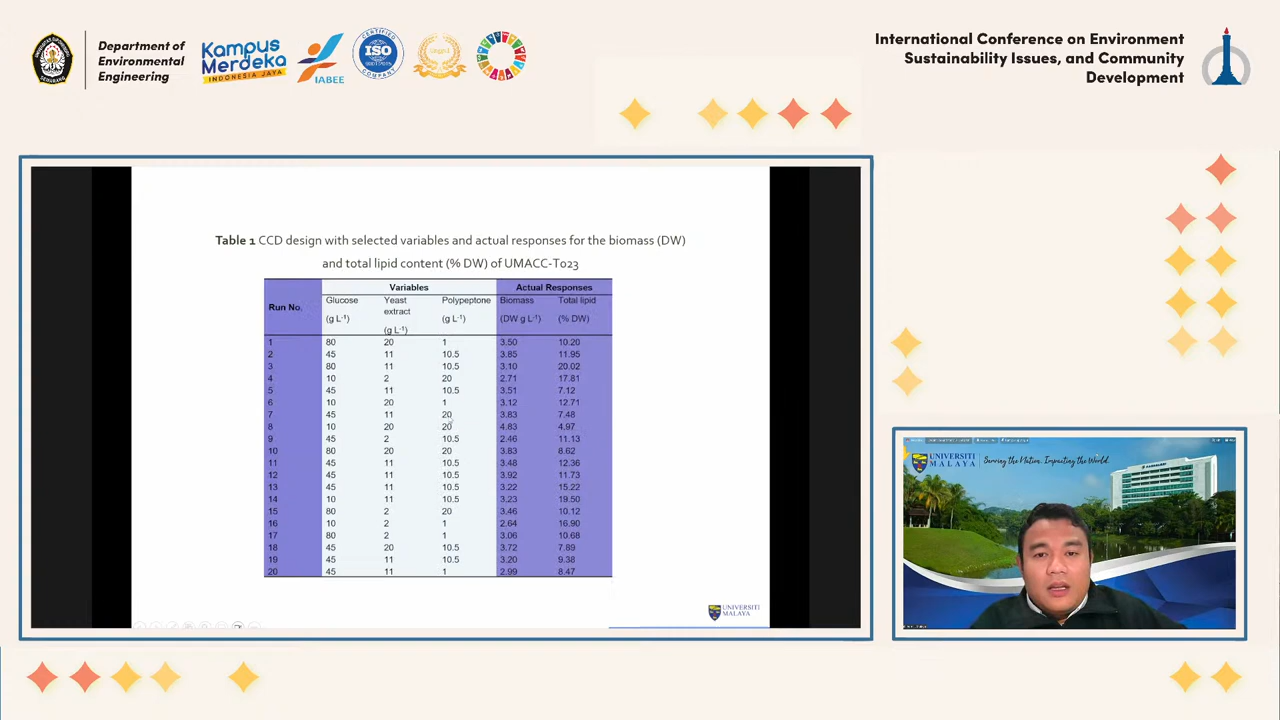 Department of
Environmental
Engineering
Kampus
Merdeka
INDONESIA JAYA
IABEE
CERTIFIED
ISO
COMPANY
International Conference on Environment
Sustainability Issues, and Community
Development
Table 1 CCD design with selected variables and actual responses for the biomass (DW)
and total lipid content (% DW) of UMACC-T023
Run No. Variables Actual Responses
Glucose (g L-1) Yeast extract (g L-1) Polypeptone (g L-1) Biomass (DW g L-1) Total lipid (% DW)
1 80 20 1 3.50 10.20
2 45 11 10.5 3.85 11.95
3 80 11 10.5 3.10 20.02
4 10 2 20 2.71 17.81
5 45 11 10.5 3.51 7.12
6 10 20 1 3.12 12.71
7 45 11 20 3.83 7.48
8 10 20 20 4.83 4.97
9 45 2 10.5 2.46 11.13
10 80 20 20 3.83 8.62
11 45 11 10.5 3.48 12.36
12 45 11 10.5 3.92 11.73
13 45 11 10.5 3.22 15.22
14 10 11 10.5 3.23 19.50
15 80 2 20 3.46 10.12
16 10 2 1 2.64 16.90
17 80 2 1 3.06 10.68
18 45 20 10.5 3.72 7.89
19 45 11 10.5 3.20 9.38
20 45 11 1 2.99 8.47
UNIVERSITI
MALAYA
UNIVERSITI
MALAYA
Serving the Nation. Impacting the World.